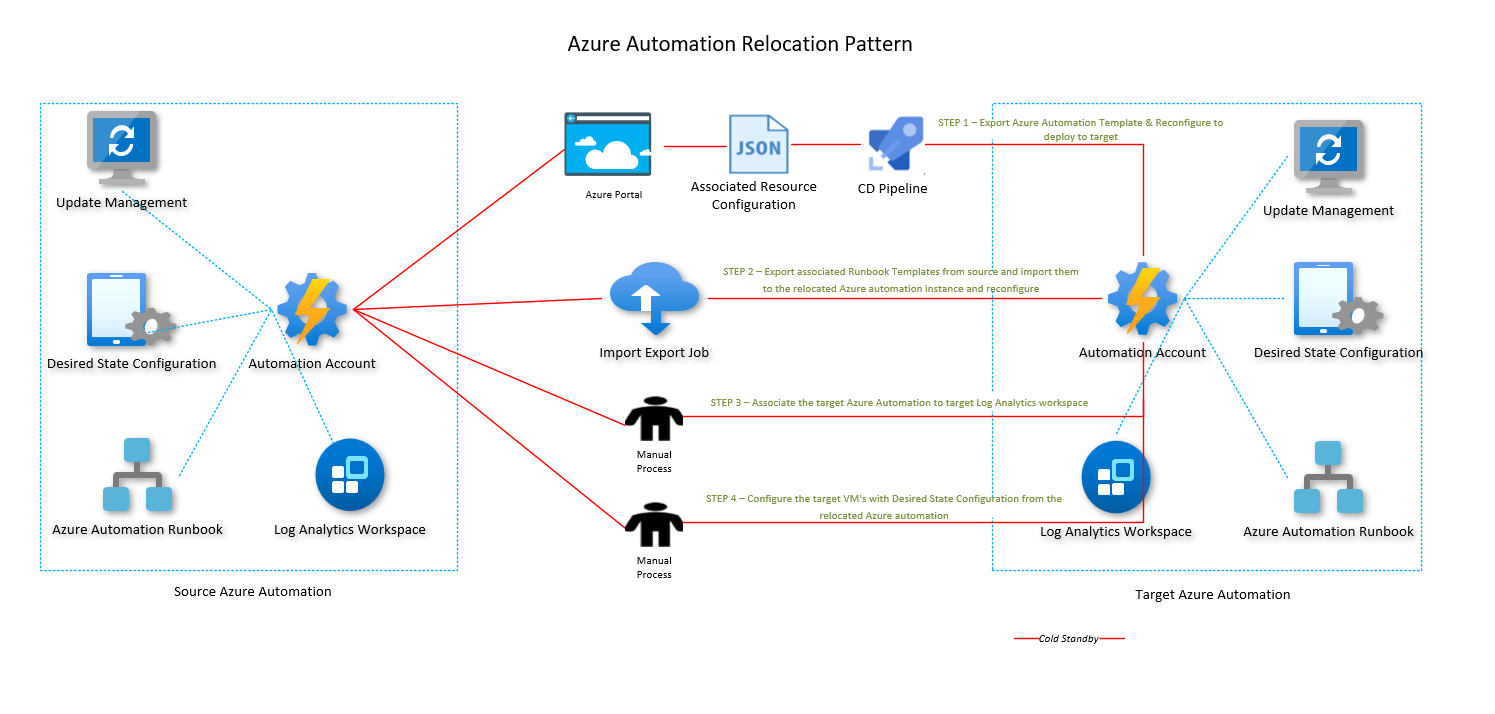 Azure Automation Relocation Pattern
Update Management
Desired State Configuration
Automation Account
Azure Automation Runbook
Log Analytics Workspace
Source Azure Automation
Azure Portal
JSON
Associated Resource
Configuration
CD Pipeline
STEP 1 – Export Azure Automation Template & Reconfigure to
deploy to target
Import Export Job
STEP 2 – Export associated Runbook Templates from source and import them
to the relocated Azure automation instance and reconfigure
Manual
Process
STEP 3 – Associate the target Azure Automation to target Log Analytics workspace
Manual
Process
STEP 4 – Configure the target VM's with Desired State Configuration from the
relocated Azure automation
Update Management
Automation Account
Desired State Configuration
Log Analytics Workspace
Azure Automation Runbook
Target Azure Automation
Cold Standby